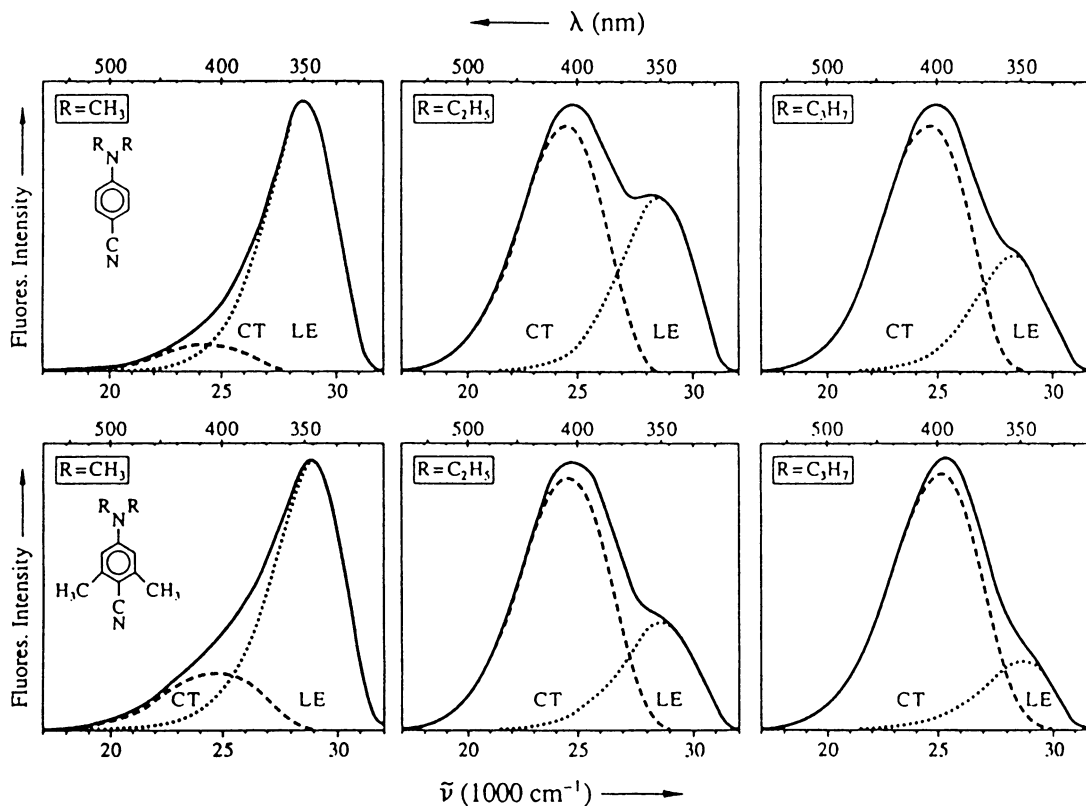 λ (nm)
500 400 350
500 400 350
500 400 350
R=CH₃
R=C₂H₅
R=C₃H₇
R R
N
C
N
CT LE
CT LE
CT LE
Fluores. Intensity
20 25 30
20 25 30
20 25 30
500 400 350
500 400 350
500 400 350
R=CH₃
R=C₂H₅
R=C₃H₇
R R
N
H₃C CH₃
C
N
CT LE
CT LE
CT LE
Fluores. Intensity
20 25 30
20 25 30
20 25 30
ν̃ (1000 cm⁻¹)